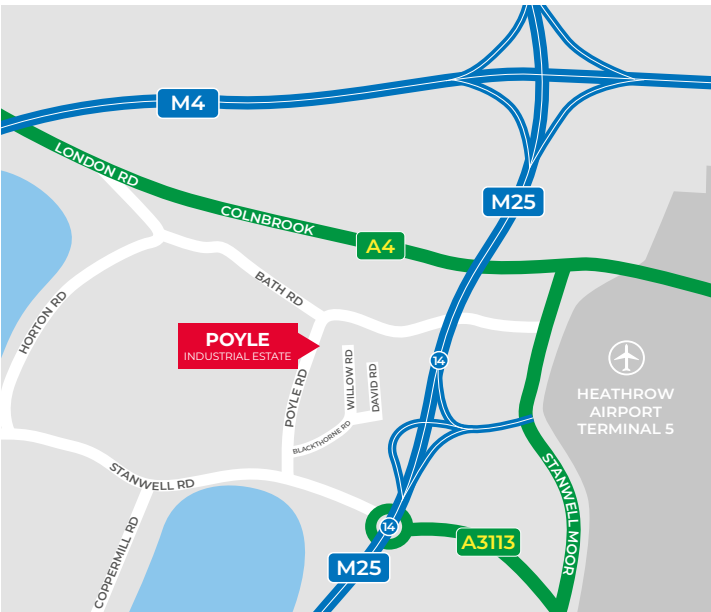 M4
LONDON RD
M25
COLNBROOK
A4
BATH RD
HORTON RD
POYLE
INDUSTRIAL ESTATE
14
WILLOW RD
DAVID RD
POYLE RD
HEATHROW
AIRPORT
TERMINAL 5
BLACKTHORNE RD
STANWELL RD
STANWELL MOOR
COPPERMILL RD
14
A3113
M25